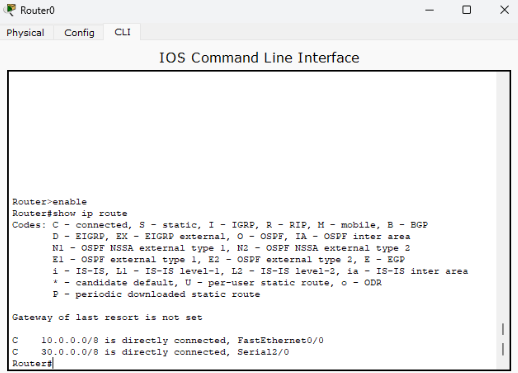 Router0
Physical Config CLI
IOS Command Line Interface
Router>enable
Router#show ip route
Codes: C - connected, S - static, I - IGRP, R - RIP, M - mobile, B - BGP
D - EIGRP, EX - EIGRP external, O - OSPF, IA - OSPF inter area
N1 - OSPF NSSA external type 1, N2 - OSPF NSSA external type 2
E1 - OSPF external type 1, E2 - OSPF external type 2, E - EGP
i - IS-IS, L1 - IS-IS level-1, L2 - IS-IS level-2, ia - IS-IS inter area
* - candidate default, U - per-user static route, o - ODR
P - periodic downloaded static route
Gateway of last resort is not set
C 10.0.0.0/8 is directly connected, FastEthernet0/0
C 30.0.0.0/8 is directly connected, Serial2/0
Router#